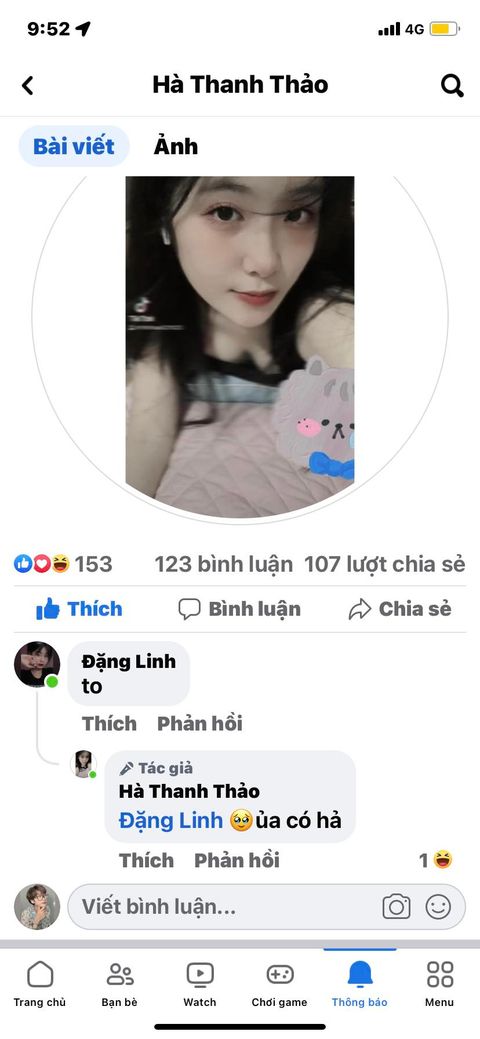 9:52
4G
Hà Thanh Thảo
Bài viết
Ảnh
153
123 bình luận
107 lượt chia sẻ
Thích
Bình luận
Chia sẻ
Đặng Linh
to
Thích
Phản hồi
Tác giả
Hà Thanh Thảo
Đặng Linh 🥹ủa có hả
Thích
Phản hồi
1
Viết bình luận...
Trang chủ
Bạn bè
Watch
Chơi game
Thông báo
Menu